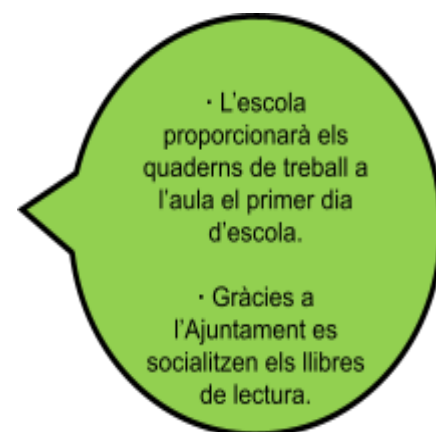 · L'escola
proporcionarà els
quaderns de treball a
l'aula el primer dia
d'escola.
· Gràcies a
l'Ajuntament es
socialitzen els llibres
de lectura.